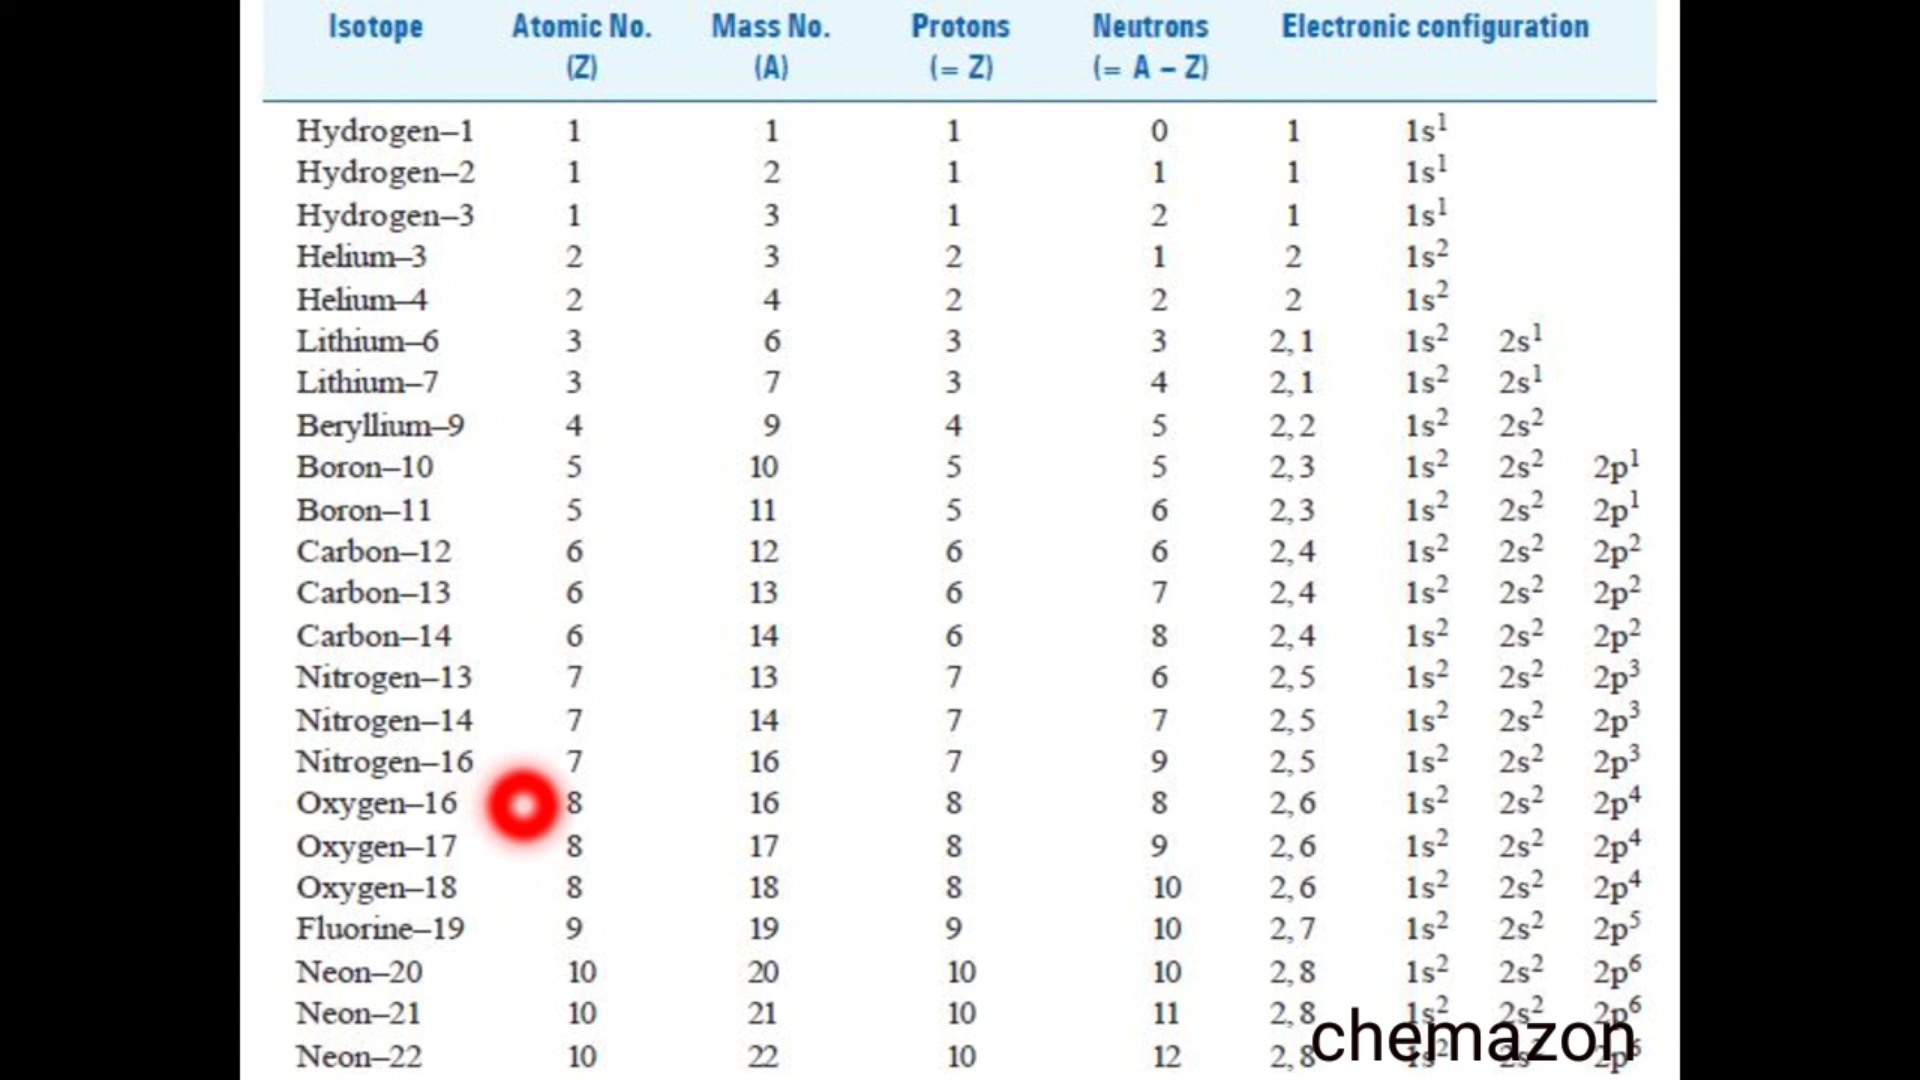 Isotope Atomic No. Mass No. Protons Neutrons Electronic configuration
(Z) (A) (= Z) (= A – Z)
Hydrogen–1 1 1 1 0 1 1s¹
Hydrogen–2 1 2 1 1 1 1s¹
Hydrogen–3 1 3 1 2 1 1s¹
Helium–3 2 3 2 1 2 1s²
Helium–4 2 4 2 2 2 1s²
Lithium–6 3 6 3 3 2,1 1s² 2s¹
Lithium–7 3 7 3 4 2,1 1s² 2s¹
Beryllium–9 4 9 4 5 2,2 1s² 2s²
Boron–10 5 10 5 5 2,3 1s² 2s² 2p¹
Boron–11 5 11 5 6 2,3 1s² 2s² 2p¹
Carbon–12 6 12 6 6 2,4 1s² 2s² 2p²
Carbon–13 6 13 6 7 2,4 1s² 2s² 2p²
Carbon–14 6 14 6 8 2,4 1s² 2s² 2p²
Nitrogen–13 7 13 7 6 2,5 1s² 2s² 2p³
Nitrogen–14 7 14 7 7 2,5 1s² 2s² 2p³
Nitrogen–16 7 16 7 9 2,5 1s² 2s² 2p³
Oxygen–16 8 16 8 8 2,6 1s² 2s² 2p⁴
Oxygen–17 8 17 8 9 2,6 1s² 2s² 2p⁴
Oxygen–18 8 18 8 10 2,6 1s² 2s² 2p⁴
Fluorine–19 9 19 9 10 2,7 1s² 2s² 2p⁵
Neon–20 10 20 10 10 2,8 1s² 2s² 2p⁶
Neon–21 10 21 10 11 2,8 1s² 2s² 2p⁶
Neon–22 10 22 10 12 2,8
chemazon